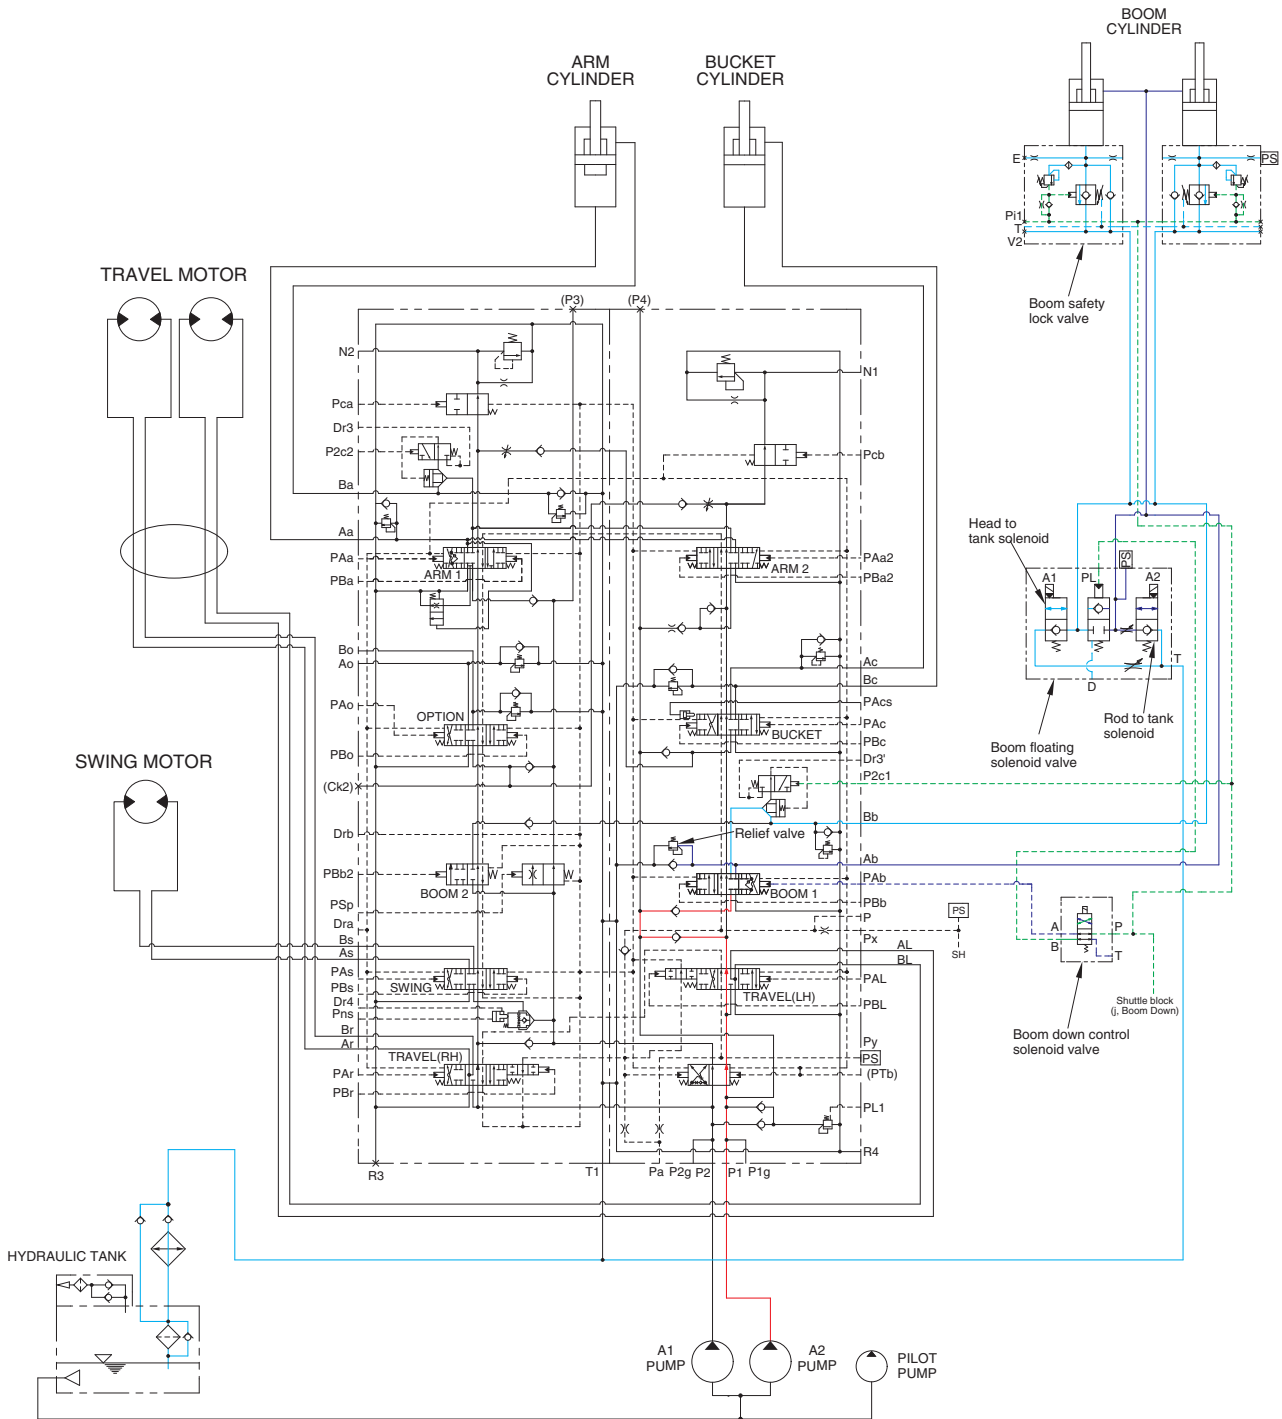 BOOM
CYLINDER
ARM
CYLINDER
BUCKET
CYLINDER
E
PS
Pi1
T
V2
Boom safety
lock valve
TRAVEL MOTOR
(P3)
(P4)
N2
N1
Pca
Dr3
P2c2
Pcb
Ba
Aa
PAa
ARM 1
PBa
ARM 2
PAa2
PBa2
Head to
tank solenoid
A1
PL
PS
A2
T
D
Boom floating
solenoid valve
Rod to tank
solenoid
Bo
Ao
PAo
OPTION
PBo
(Ck2)
Ac
Bc
PAcs
PAc
BUCKET
PBc
Dr3'
P2c1
SWING MOTOR
Drb
PBb2
BOOM 2
PSp
Dra
Bb
Relief valve
Ab
PAb
BOOM 1
PBb
P
PS
Px
SH
A
B
P
T
Shuttle block
(j, Boom Down)
Boom down control
solenoid valve
Bs
As
PAs
PBs
SWING
Dr4
Pns
Br
Ar
TRAVEL(RH)
PAr
PBr
AL
BL
PAL
TRAVEL(LH)
PBL
Py
PS
(PTb)
PL1
R4
R3
T1
Pa
P2g
P2
P1
P1g
HYDRAULIC TANK
A1
PUMP
A2
PUMP
PILOT
PUMP